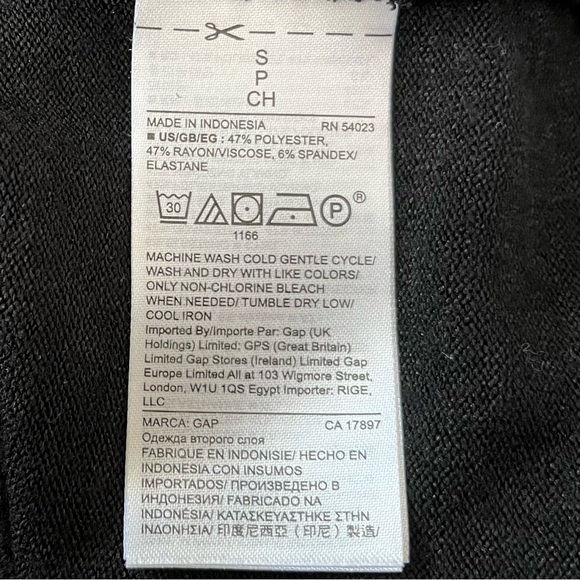 S
P
CH
MADE IN INDONESIA RN 54023
US/GB/EG : 47% POLYESTER,
47% RAYON/VISCOSE, 6% SPANDEX/
ELASTANE
30 P ®
1166
MACHINE WASH COLD GENTLE CYCLE/
WASH AND DRY WITH LIKE COLORS/
ONLY NON-CHLORINE BLEACH
WHEN NEEDED/ TUMBLE DRY LOW/
COOL IRON
Imported By/Importe Par: Gap (UK
Holdings) Limited; GPS (Great Britain)
Limited Gap Stores (Ireland) Limited Gap
Europe Limited All at 103 Wigmore Street,
London, W1U 1QS Egypt Importer: RIGE,
LLC
MARCA: GAP CA 17897
Одежда второго слоя
FABRIQUE EN INDONISIE/ HECHO EN
INDONESIA CON INSUMOS
IMPORTADOS/ ПРОИЗВЕДЕНО В
ИНДОНЕЗИЯ/ FABRICADO NA
INDONÉSIA/ ΚΑΤΑΣΚΕΥΑΣΤΗΚΕ ΣΤΗΝ
ΙΝΔΟΝΗΣΙΑ/ 印度尼西亞（印尼）製造/